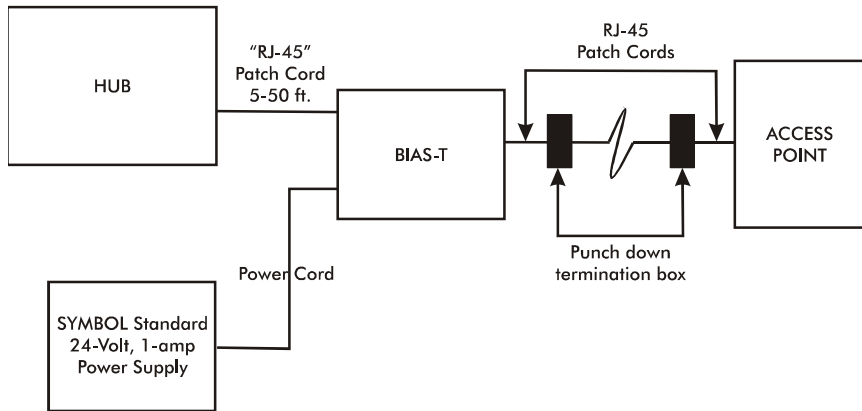 HUB
“RJ-45”
Patch Cord
5-50 ft.
BIAS-T
RJ-45
Patch Cords
ACCESS
POINT
Punch down
termination box
Power Cord
SYMBOL Standard
24-Volt, 1-amp
Power Supply